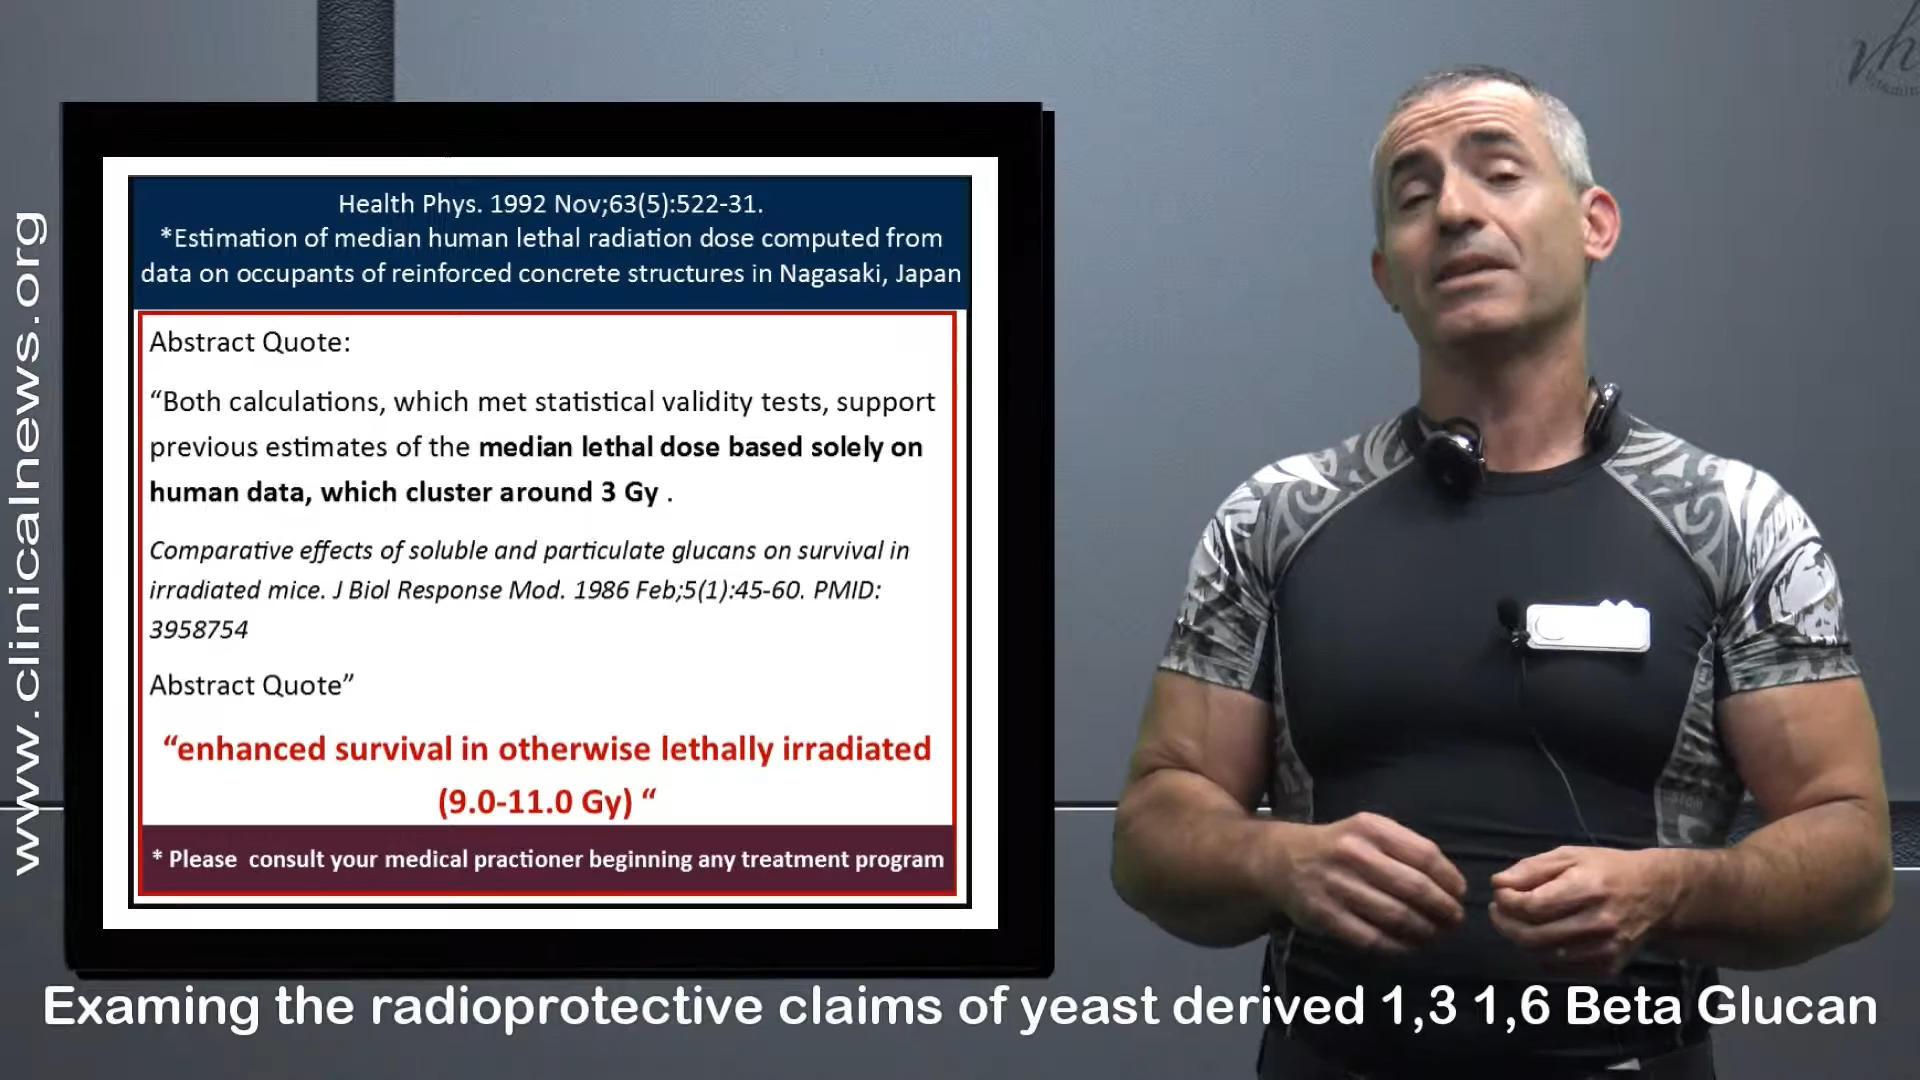 www.clinicalnews.org
Health Phys. 1992 Nov;63(5):522-31.
*Estimation of median human lethal radiation dose computed from
data on occupants of reinforced concrete structures in Nagasaki, Japan
Abstract Quote:
“Both calculations, which met statistical validity tests, support
previous estimates of the median lethal dose based solely on
human data, which cluster around 3 Gy .
Comparative effects of soluble and particulate glucans on survival in
irradiated mice. J Biol Response Mod. 1986 Feb;5(1):45-60. PMID:
3958754
Abstract Quote”
“enhanced survival in otherwise lethally irradiated
(9.0-11.0 Gy) “
* Please consult your medical practioner beginning any treatment program
Examing the radioprotective claims of yeast derived 1,3 1,6 Beta Glucan